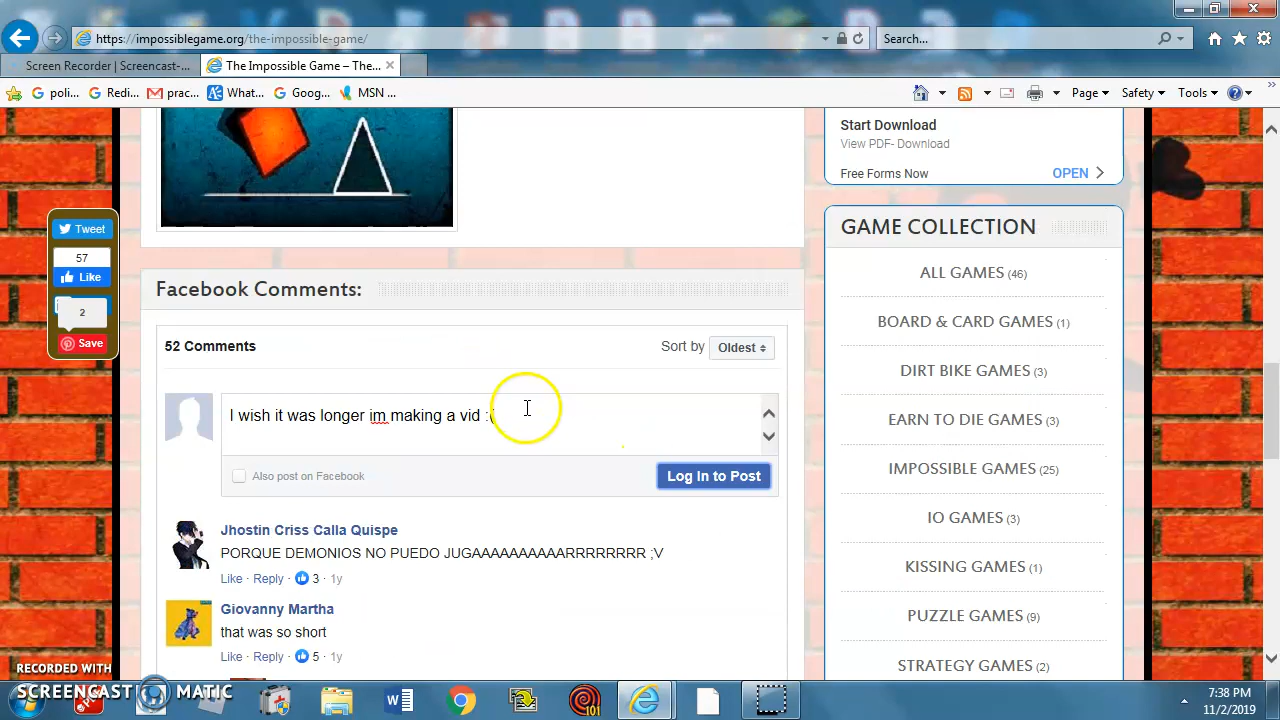 https://impossiblegame.org/the-impossible-game/
Search...
Screen Recorder | Screencast-...
The Impossible Game – The...
poli...
Redi...
prac...
What...
Goog...
MSN ...
Page
Safety
Tools
Start Download
View PDF- Download
Free Forms Now
OPEN
Tweet
57
Like
2
Save
GAME COLLECTION
ALL GAMES (46)
BOARD & CARD GAMES (1)
DIRT BIKE GAMES (3)
EARN TO DIE GAMES (3)
IMPOSSIBLE GAMES (25)
IO GAMES (3)
KISSING GAMES (1)
PUZZLE GAMES (9)
STRATEGY GAMES (2)
Facebook Comments:
52 Comments
Sort by Oldest
I wish it was longer im making a vid :(
Also post on Facebook
Log In to Post
Jhostin Criss Calla Quispe
PORQUE DEMONIOS NO PUEDO JUGAAAAAAAAAARRRRRRRR ;V
Like · Reply · 3 · 1y
Giovanny Martha
that was so short
Like · Reply · 5 · 1y
RECORDED WITH
SCREENCAST MATIC
101
7:38 PM
11/2/2019